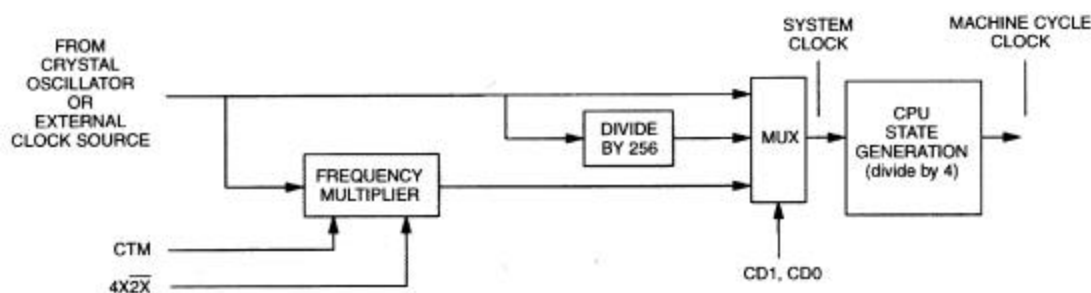 FROM
CRYSTAL
OSCILLATOR
OR
EXTERNAL
CLOCK SOURCE
SYSTEM
CLOCK
MACHINE CYCLE
CLOCK
DIVIDE
BY 256
MUX
CPU
STATE
GENERATION
(divide by 4)
FREQUENCY
MULTIPLIER
CTM
4X2̅X̅
CD1, CD0